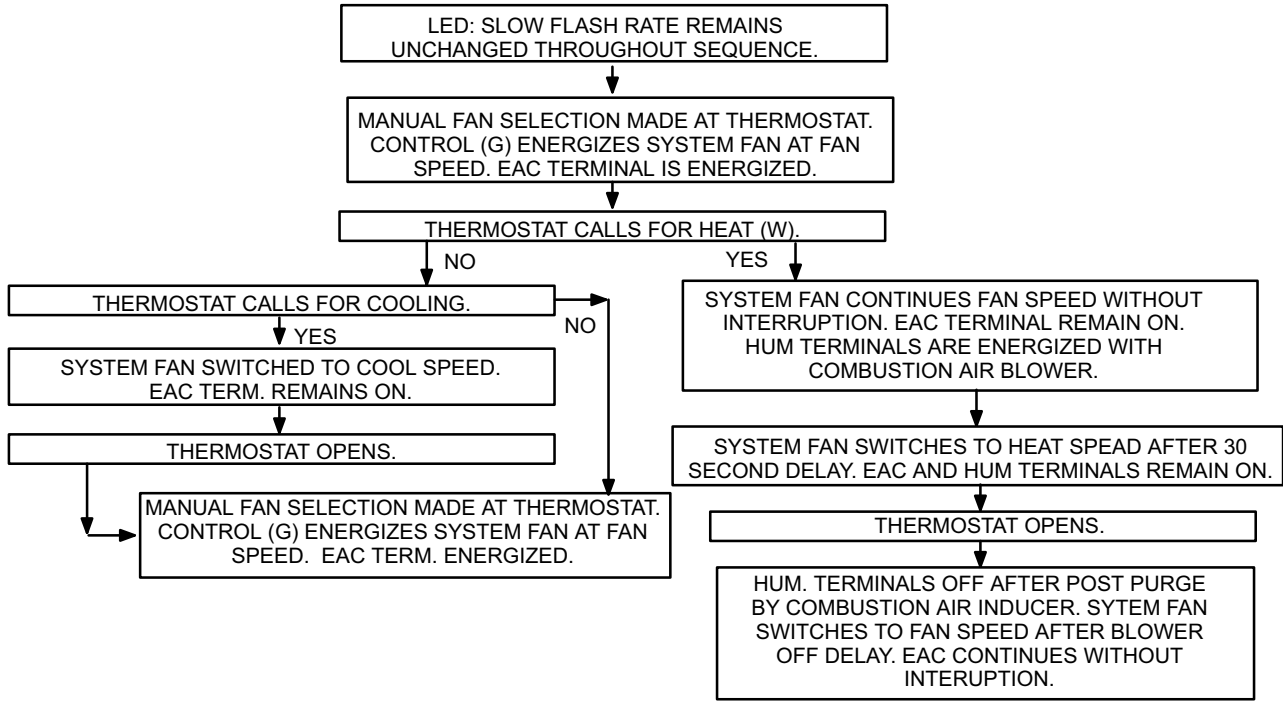 LED: SLOW FLASH RATE REMAINS
UNCHANGED THROUGHOUT SEQUENCE.
MANUAL FAN SELECTION MADE AT THERMOSTAT.
CONTROL (G) ENERGIZES SYSTEM FAN AT FAN
SPEED. EAC TERMINAL IS ENERGIZED.
THERMOSTAT CALLS FOR HEAT (W).
NO
YES
THERMOSTAT CALLS FOR COOLING.
NO
YES
SYSTEM FAN SWITCHED TO COOL SPEED.
EAC TERM. REMAINS ON.
THERMOSTAT OPENS.
MANUAL FAN SELECTION MADE AT THERMOSTAT.
CONTROL (G) ENERGIZES SYSTEM FAN AT FAN
SPEED. EAC TERM. ENERGIZED.
SYSTEM FAN CONTINUES FAN SPEED WITHOUT
INTERRUPTION. EAC TERMINAL REMAIN ON.
HUM TERMINALS ARE ENERGIZED WITH
COMBUSTION AIR BLOWER.
SYSTEM FAN SWITCHES TO HEAT SPEAD AFTER 30
SECOND DELAY. EAC AND HUM TERMINALS REMAIN ON.
THERMOSTAT OPENS.
HUM. TERMINALS OFF AFTER POST PURGE
BY COMBUSTION AIR INDUCER. SYTEM FAN
SWITCHES TO FAN SPEED AFTER BLOWER
OFF DELAY. EAC CONTINUES WITHOUT
INTERUPTION.